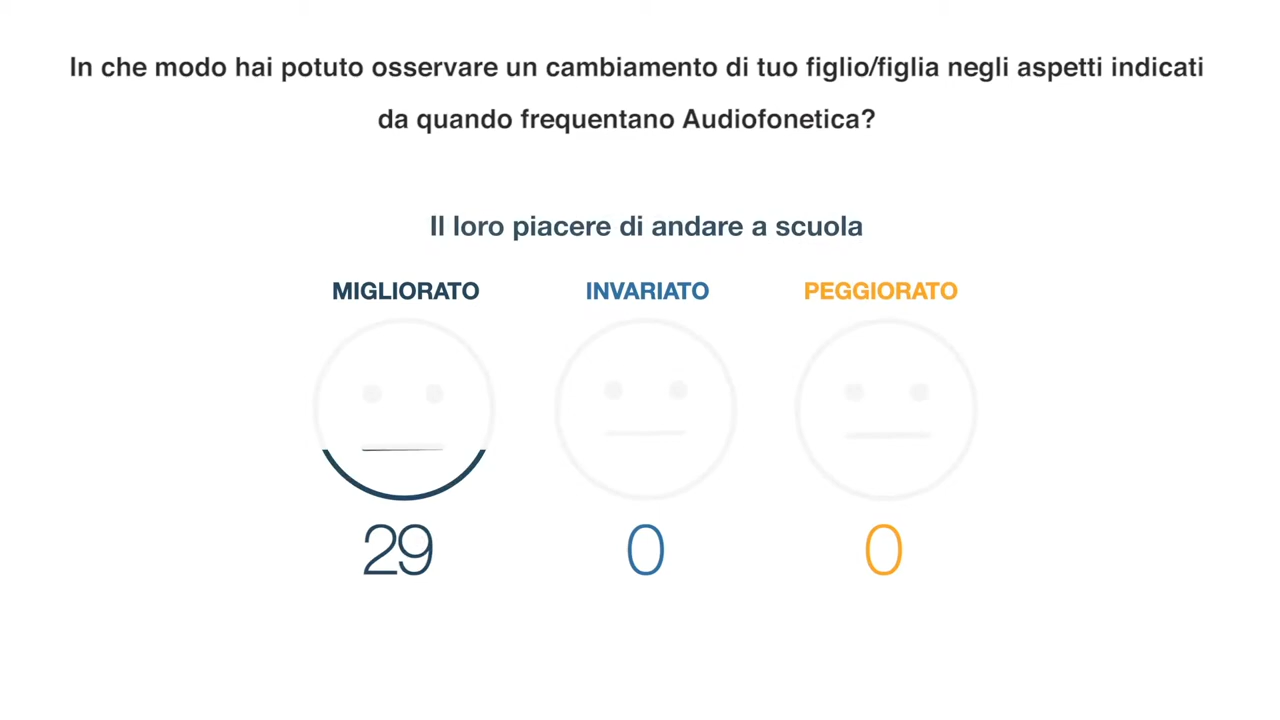 In che modo hai potuto osservare un cambiamento di tuo figlio/figlia negli aspetti indicati
da quando frequentano Audiofonetica?
Il loro piacere di andare a scuola
MIGLIORATO INVARIATO PEGGIORATO
29 0 0